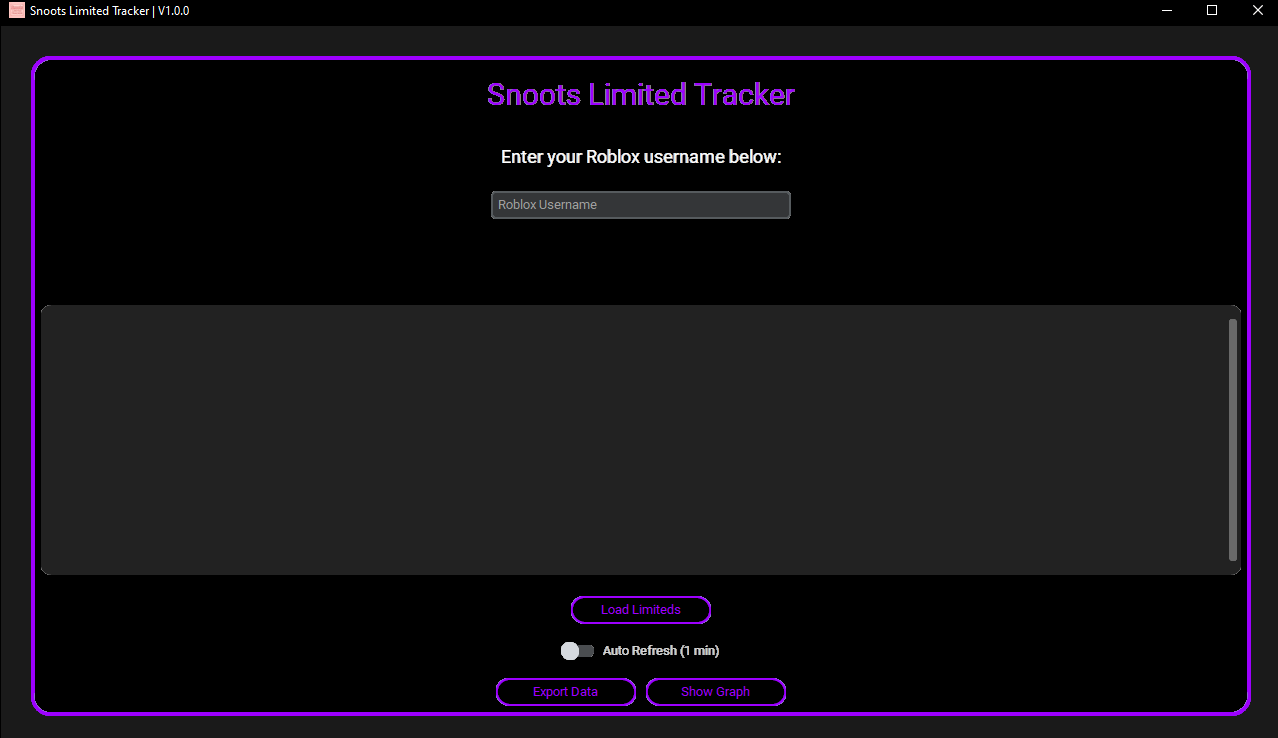 Snoots Limited Tracker | V1.0.0
Snoots Limited Tracker
Enter your Roblox username below:
Roblox Username
Load Limiteds
Auto Refresh (1 min)
Export Data
Show Graph